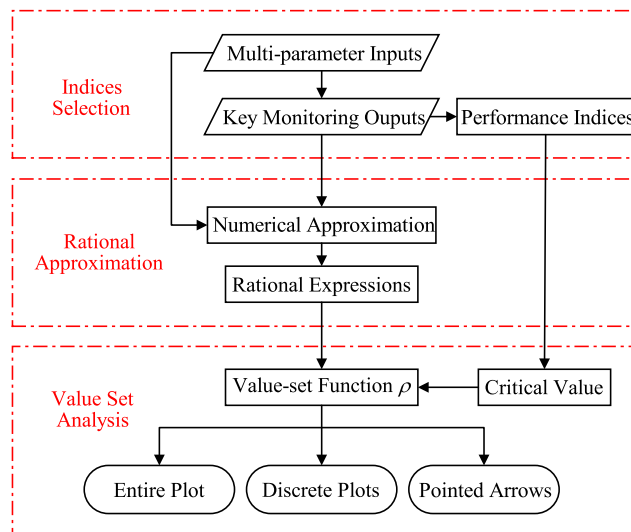 Multi-parameter Inputs
Indices
Selection
Key Monitoring Ouputs
Performance Indices
Rational
Approximation
Numerical Approximation
Rational Expressions
Value Set
Analysis
Value-set Function ρ
Critical Value
Entire Plot
Discrete Plots
Pointed Arrows